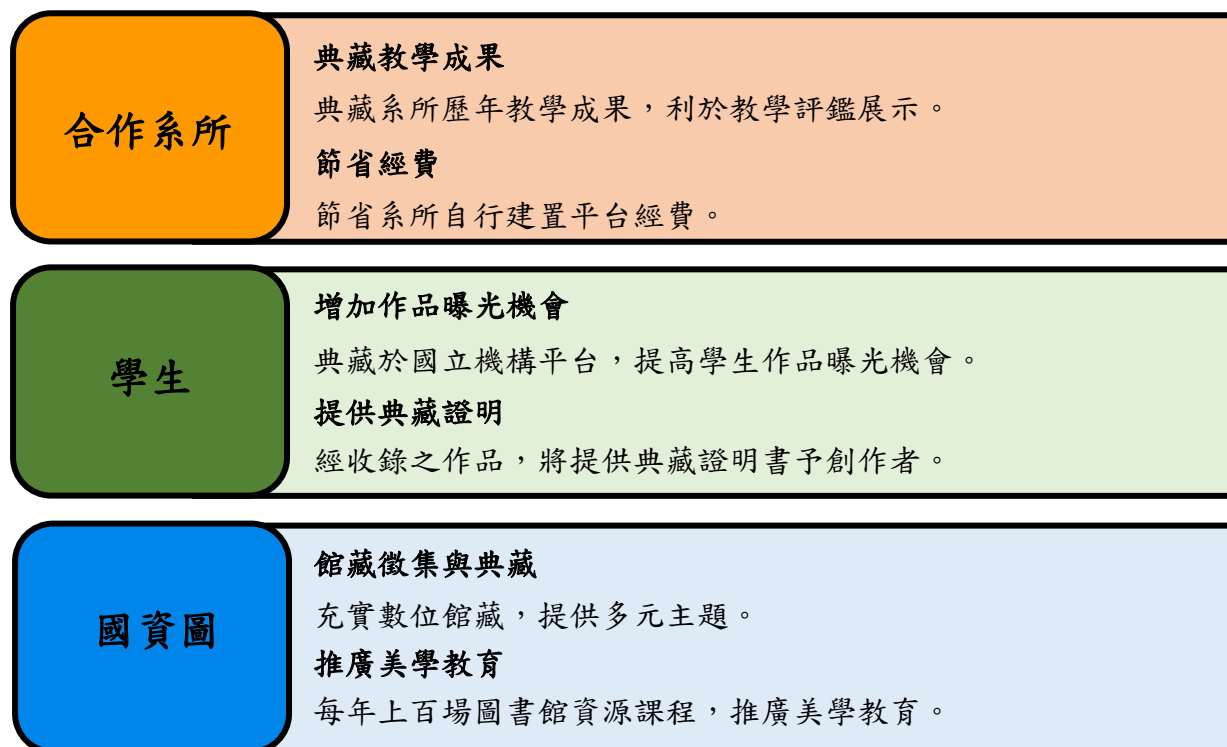 合作系所
典藏教學成果
典藏系所歷年教學成果，利於教學評鑑展示。
節省經費
節省系所自行建置平台經費。
學生
增加作品曝光機會
典藏於國立機構平台，提高學生作品曝光機會。
提供典藏證明
經收錄之作品，將提供典藏證明書予創作者。
國資圖
館藏徵集與典藏
充實數位館藏，提供多元主題。
推廣美學教育
每年上百場圖書館資源課程，推廣美學教育。